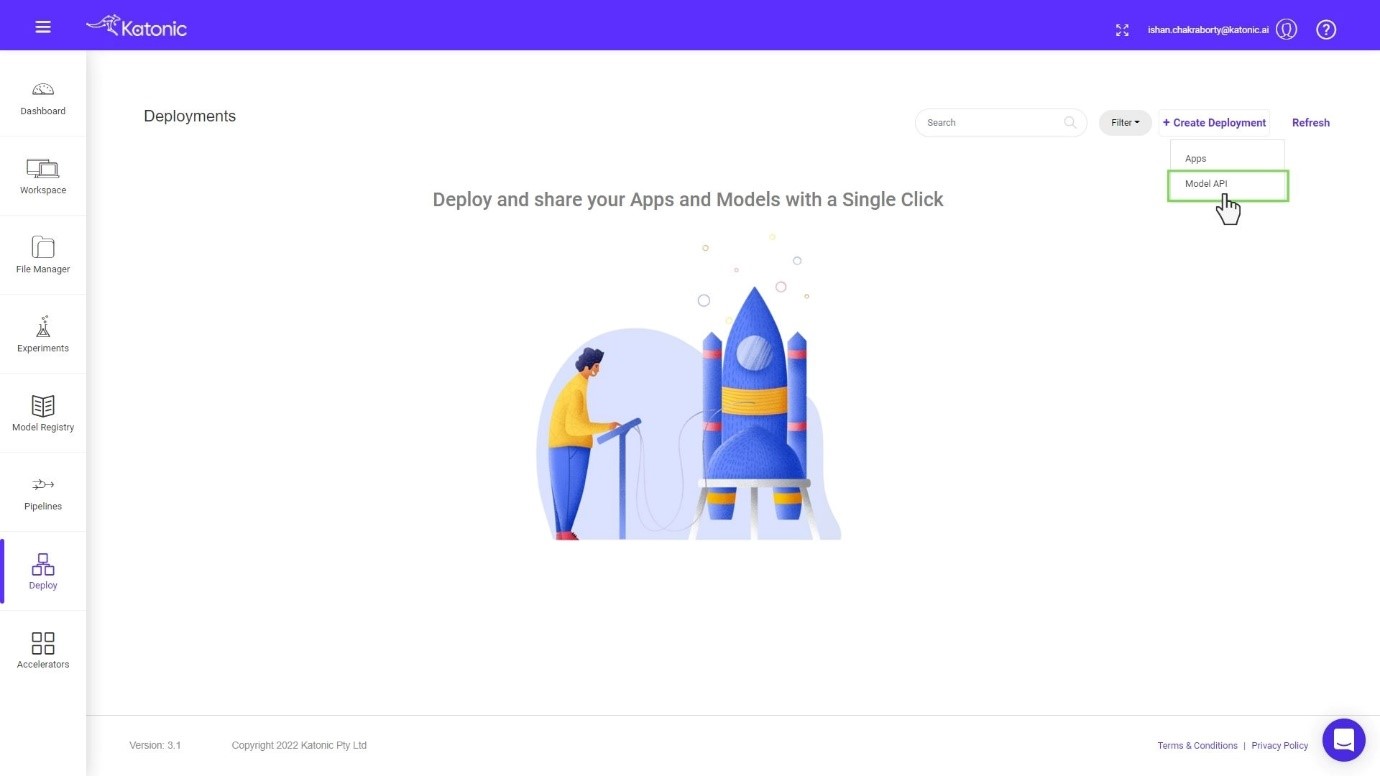 Katonic
ishan.chakraborty@katonic.ai
?
Dashboard
Workspace
File Manager
Experiments
Model Registry
Pipelines
Deploy
Accelerators
Deployments
Search
Filter
+ Create Deployment
Refresh
Apps
Model API
Deploy and share your Apps and Models with a Single Click
Version: 3.1
Copyright 2022 Katonic Pty Ltd
Terms & Conditions | Privacy Policy